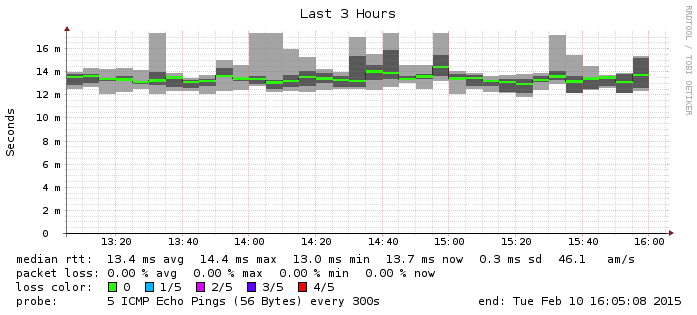 Last 3 Hours
RRDTOOL / TOBI OETIKER
Seconds
16 m
14 m
12 m
10 m
8 m
6 m
4 m
2 m
0
13:20 13:40 14:00 14:20 14:40 15:00 15:20 15:40 16:00
median rtt: 13.4 ms avg 14.4 ms max 13.0 ms min 13.7 ms now 0.3 ms sd 46.1 am/s
packet loss: 0.00 % avg 0.00 % max 0.00 % min 0.00 % now
loss color: 0 1/5 2/5 3/5 4/5
probe: 5 ICMP Echo Pings (56 Bytes) every 300s end: Tue Feb 10 16:05:08 2015